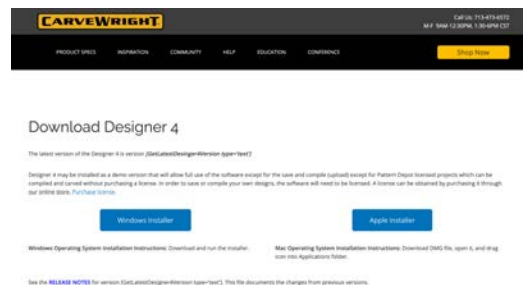 CARVEWRIGHT
Call Us: 713-473-6572
M-F 9AM-12:30PM, 1:30-6PM CST
PRODUCT SPECS INSPIRATION COMMUNITY HELP EDUCATION CONFERENCE Shop Now
Download Designer 4
The latest version of the Designer 4 is version [GetLatestDesigner4Version type='text']
Designer 4 may be installed as a demo version that will allow full use of the software except for the save and compile (upload) except for Pattern Depot licensed projects which can be
compiled and carved without purchasing a license. In order to save or compile your own designs, the software will need to be licensed. A license can be obtained by purchasing it through
our online store. Purchase license.
Windows Installer Apple Installer
Windows Operating System Installation Instructions: Download and run the installer.
Mac Operating System Installation Instructions: Download DMG file, open it, and drag
icon into Applications folder.
See the RELEASE NOTES for version [GetLatestDesigner4Version type='text']. This file documents the changes from previous versions.